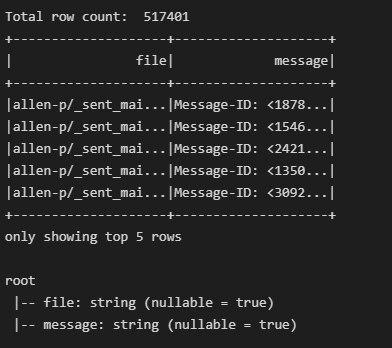 Total row count:  517401
+--------------------+--------------------+
|                file|             message|
+--------------------+--------------------+
|allen-p/_sent_mai...|Message-ID: <1878...|
|allen-p/_sent_mai...|Message-ID: <1546...|
|allen-p/_sent_mai...|Message-ID: <2421...|
|allen-p/_sent_mai...|Message-ID: <1350...|
|allen-p/_sent_mai...|Message-ID: <3092...|
+--------------------+--------------------+
only showing top 5 rows

root
 |-- file: string (nullable = true)
 |-- message: string (nullable = true)